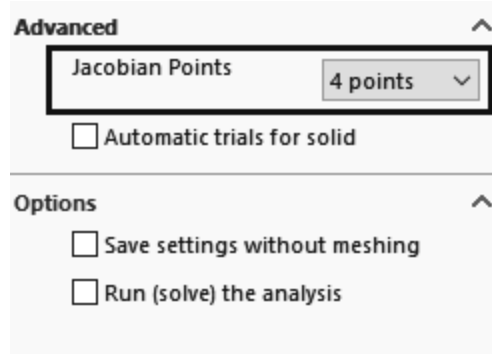 Advanced
Jacobian Points
4 points
Automatic trials for solid
Options
Save settings without meshing
Run (solve) the analysis